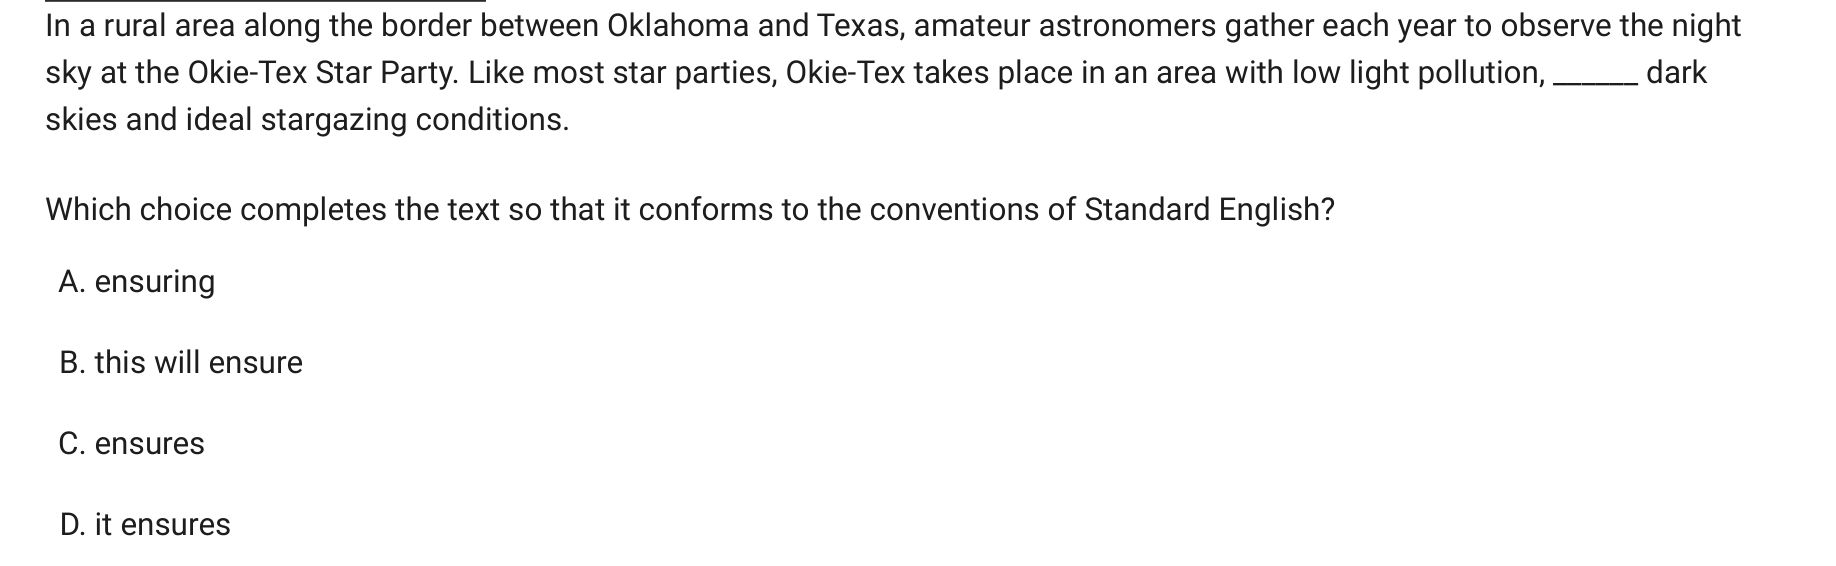 In a rural area along the border between Oklahoma and Texas, amateur astronomers gather each year to observe the night
sky at the Okie-Tex Star Party. Like most star parties, Okie-Tex takes place in an area with low light pollution, ______ dark
skies and ideal stargazing conditions.
Which choice completes the text so that it conforms to the conventions of Standard English?
A. ensuring
B. this will ensure
C. ensures
D. it ensures